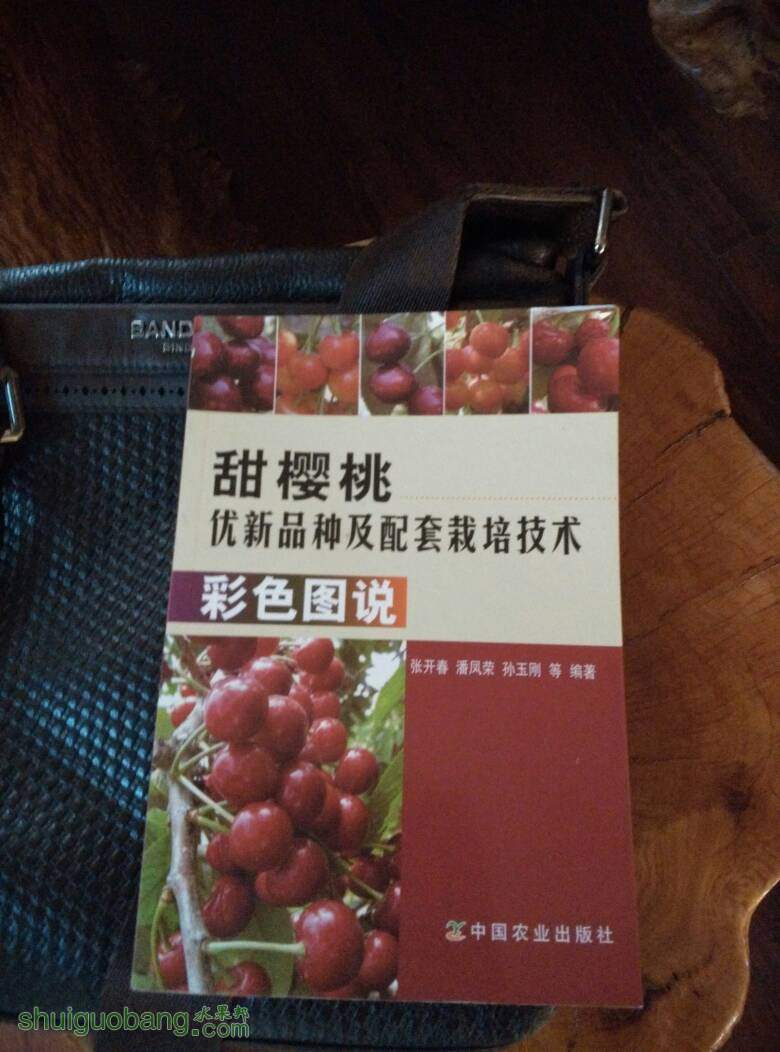 BAND
BING
甜樱桃
优新品种及配套栽培技术
彩色图说
张开春 潘凤荣 孙玉刚 等 编著
中国农业出版社
shuiguobang.com
水果邦